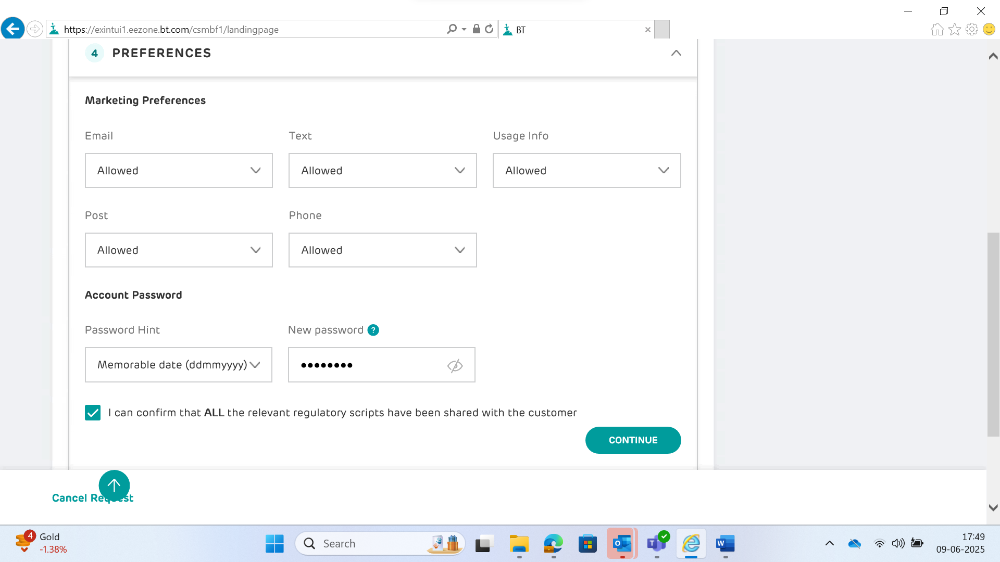 https://exintui1.eezone.bt.com/csmbf1/landingpage
BT
4 PREFERENCES
Marketing Preferences
Email Text Usage Info
Allowed Allowed Allowed
Post Phone
Allowed Allowed
Account Password
Password Hint New password ?
Memorable date (ddmmyyyy) ••••••••
I can confirm that ALL the relevant regulatory scripts have been shared with the customer
CONTINUE
Cancel Request
4 Gold
-1.38%
Search
17:49
09-06-2025